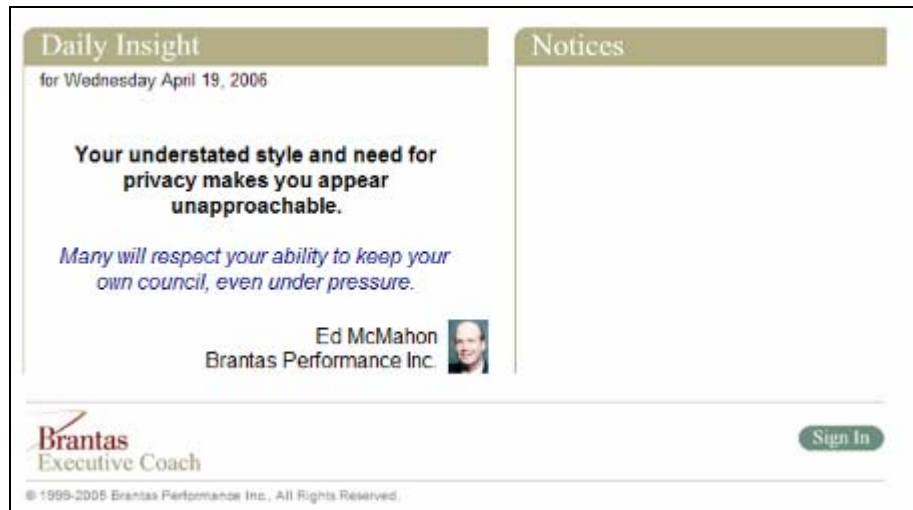 Daily Insight
for Wednesday April 19, 2006
Your understated style and need for
privacy makes you appear
unapproachable.
Many will respect your ability to keep your
own council, even under pressure.
Ed McMahon
Brantas Performance Inc.
Notices
Brantas
Executive Coach
Sign In
© 1999-2005 Brantas Performance Inc., All Rights Reserved.